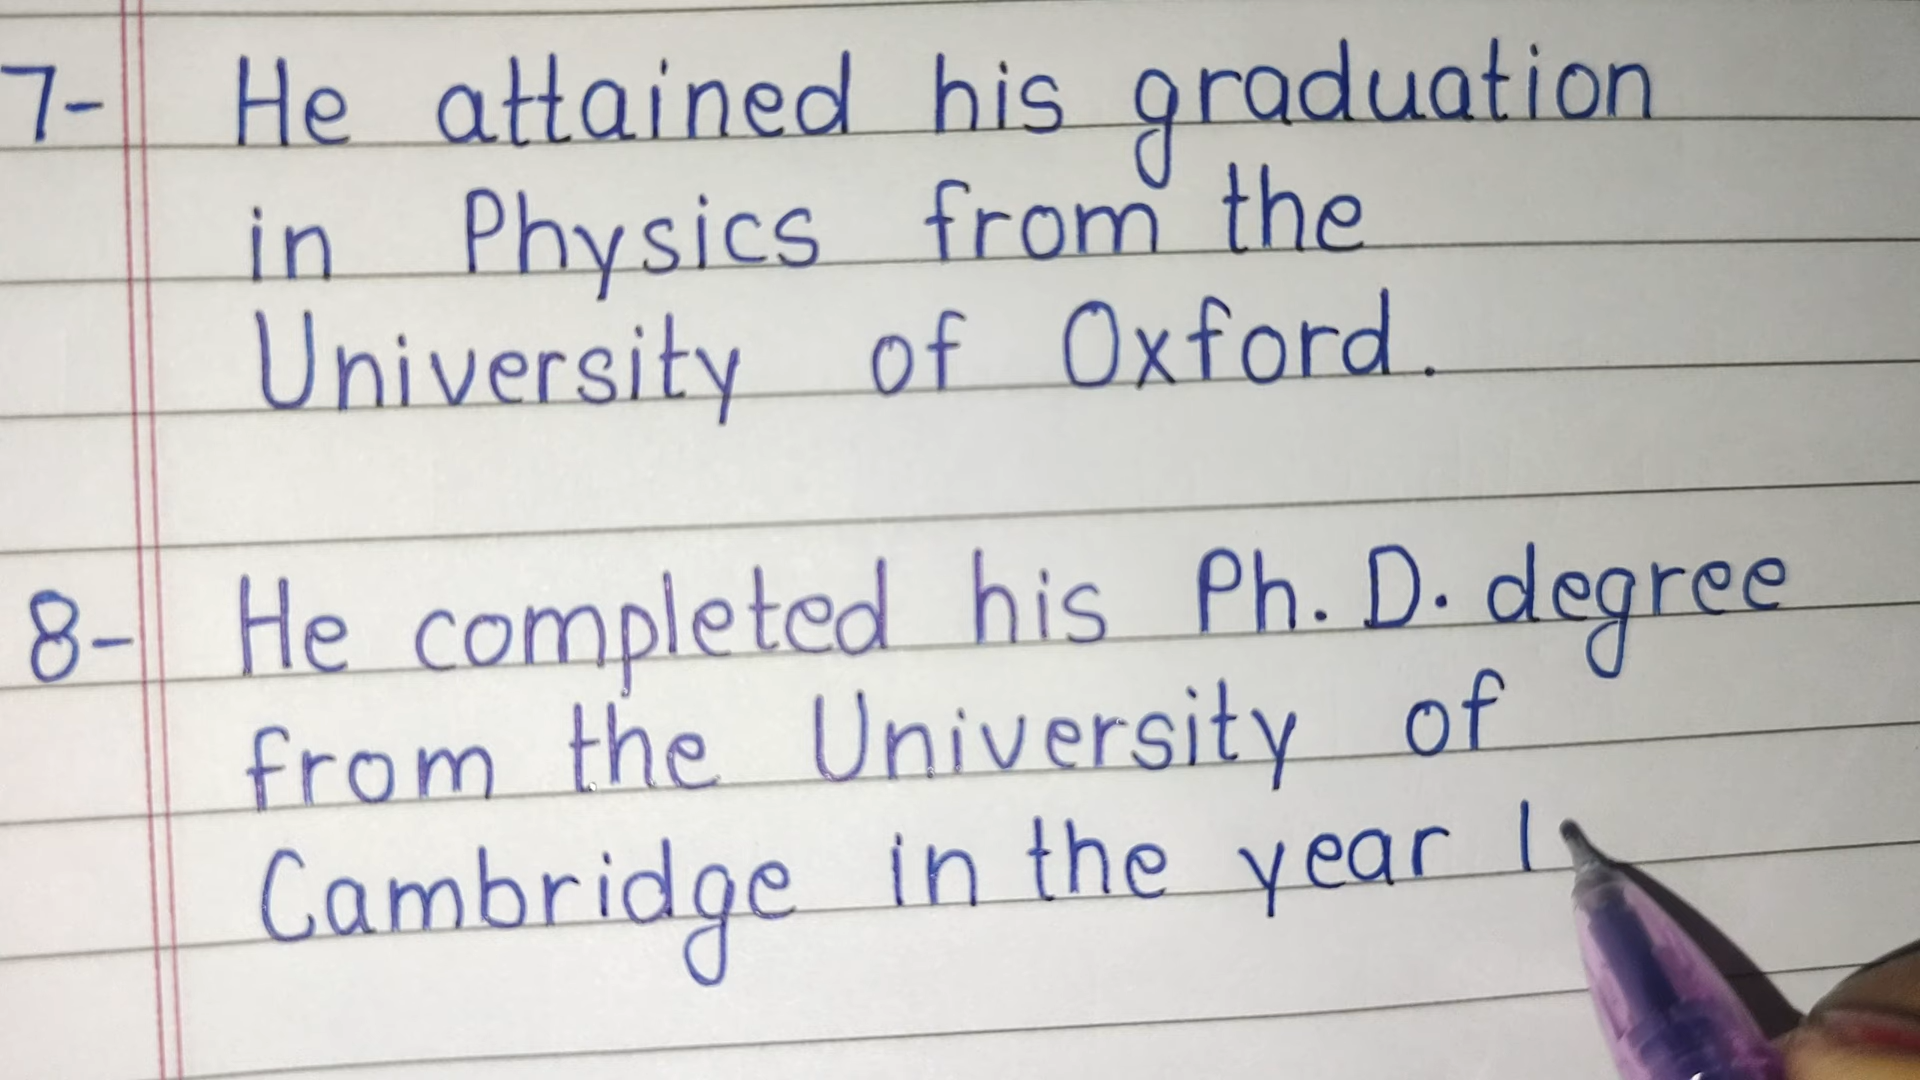 7- He attained his graduation
in Physics from the
University of Oxford.
8- He completed his Ph. D. degree
from the University of
Cambridge in the year 1